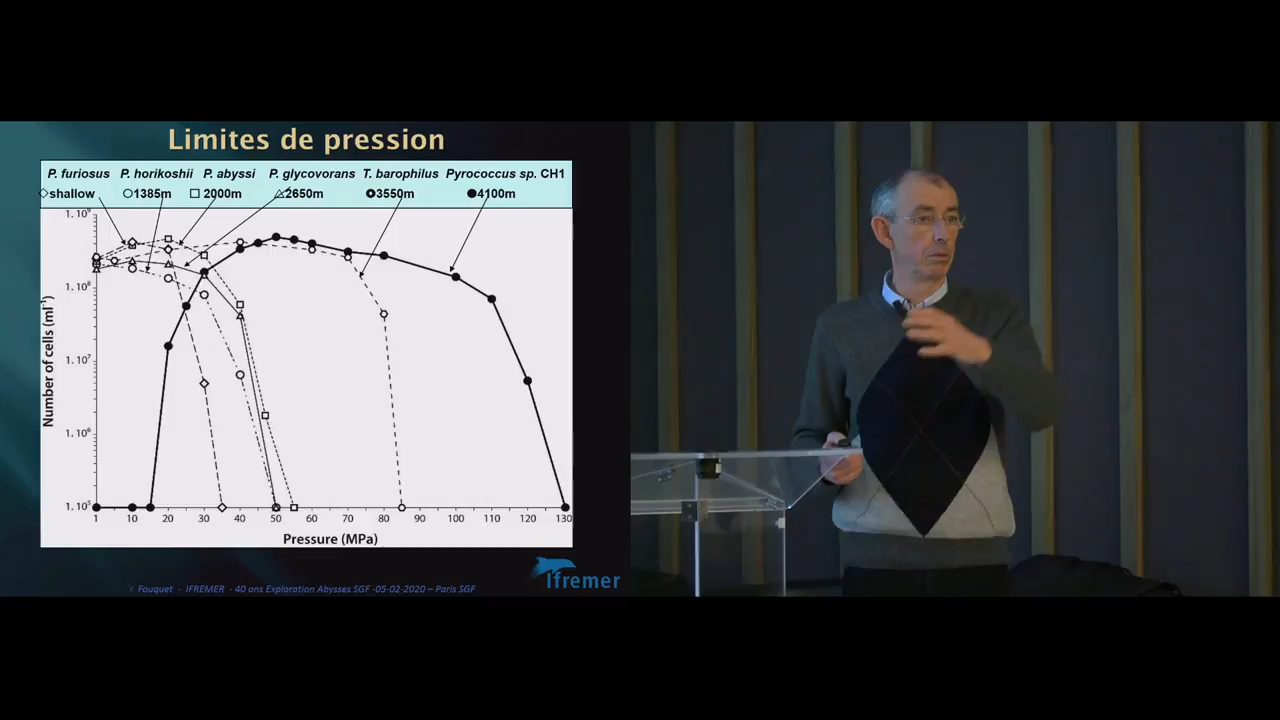 Limites de pression
P. furiosus P. horikoshii P. abyssi P. glycovorans T. barophilus Pyrococcus sp. CH1
shallow 1385m 2000m 2650m 3550m 4100m
1. 10⁹
1. 10⁸
1. 10⁷
1. 10⁶
1. 10⁵
Number of cells (ml⁻¹)
1 10 20 30 40 50 60 70 80 90 100 110 120 130
Pressure (MPa)
Ifremer
Y. Fouquet - IFREMER - 40 ans Exploration Abysses SGF -05-02-2020 – Paris SGF